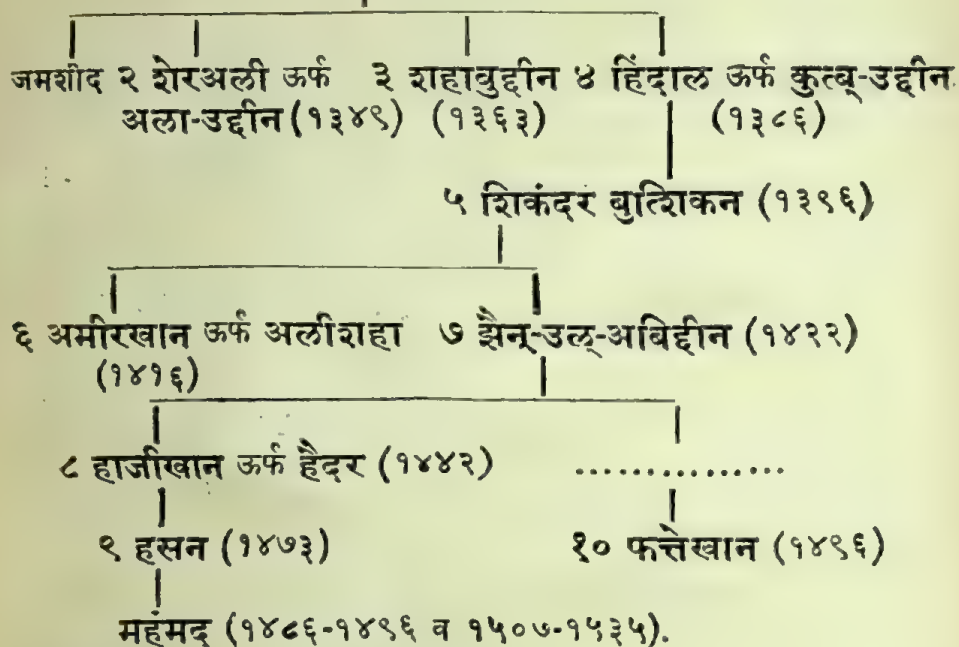 जमशीद २ शेरअली ऊर्फ ३ शहाबुद्दीन ४ हिंदाल ऊर्फ कुत्ब्-उद्दीन
अला-उद्दीन (१३४९) (१३६३) (१३८६)
५ शिकंदर बुत्शिकन (१३९६)
६ अमीरखान ऊर्फ अलीशहा ७ झैन्-उल्-अबिद्दीन (१४२२)
(१४१६)
८ हाजीखान ऊर्फ हैदर (१४४२) ...............
९ हसन (१४७३) १० फत्तेखान (१४९६)
महंमद (१४८६-१४९६ व १५०७-१५३५).